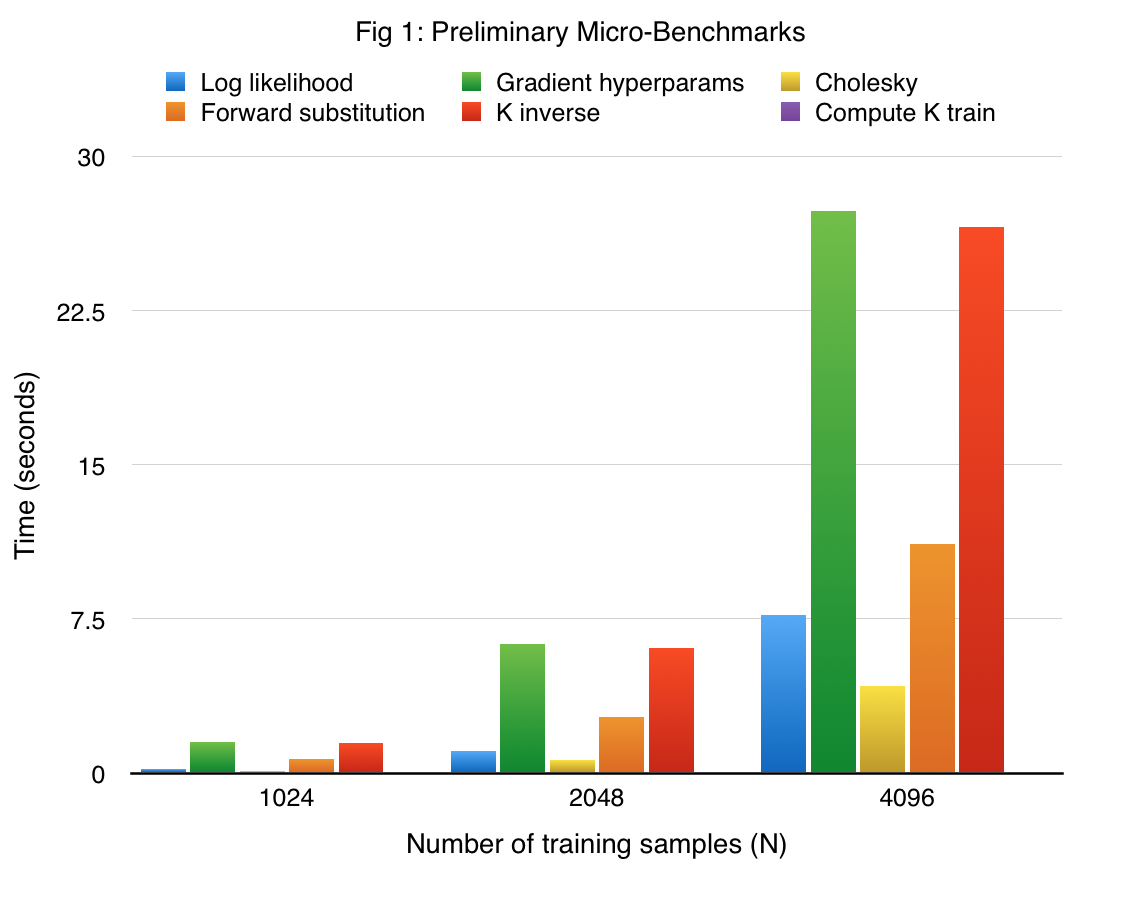 Fig 1: Preliminary Micro-Benchmarks
Log likelihood Gradient hyperparams Cholesky
Forward substitution K inverse Compute K train
30
22.5
15
7.5
0
Time (seconds)
1024 2048 4096
Number of training samples (N)